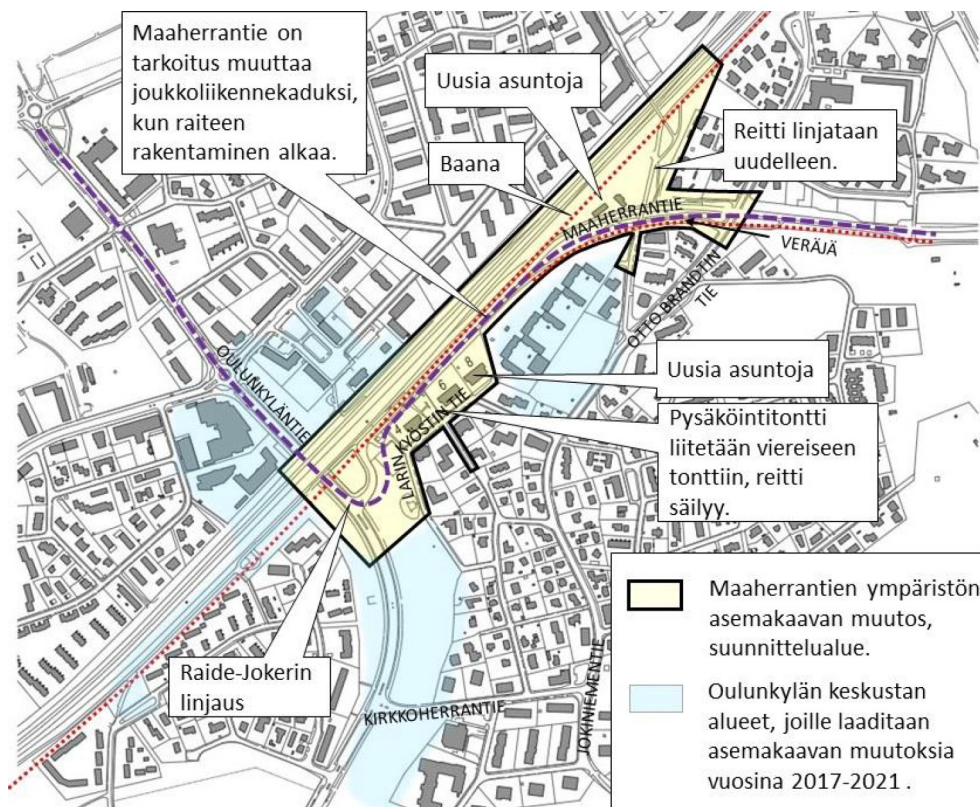 Maaherrantie on
tarkoitus muuttaa
joukkoliikennekaduksi,
kun raiteen
rakentaminen alkaa.
Uusia asuntoja
Baana
Reitti linjataan
uudelleen.
MAAHERRANTIE
VERÄJÄ
OTTO BRANDTIN
TIE
OULUNKYLÄNTIE
6 - 8
LARIN KYÖSTIN TIE
Uusia asuntoja
Pysäköintitontti
liitetään viereiseen
tonttiin, reitti
säilyy.
Raide-Jokerin
linjaus
KIRKKOHERRANTIE
JOKINIEMENTIE
Maaherrantien ympäristön
asemakaavan muutos,
suunnittelualue.
Oulunkylän keskustan
alueet, joille laaditaan
asemakaavan muutoksia
vuosina 2017-2021 .